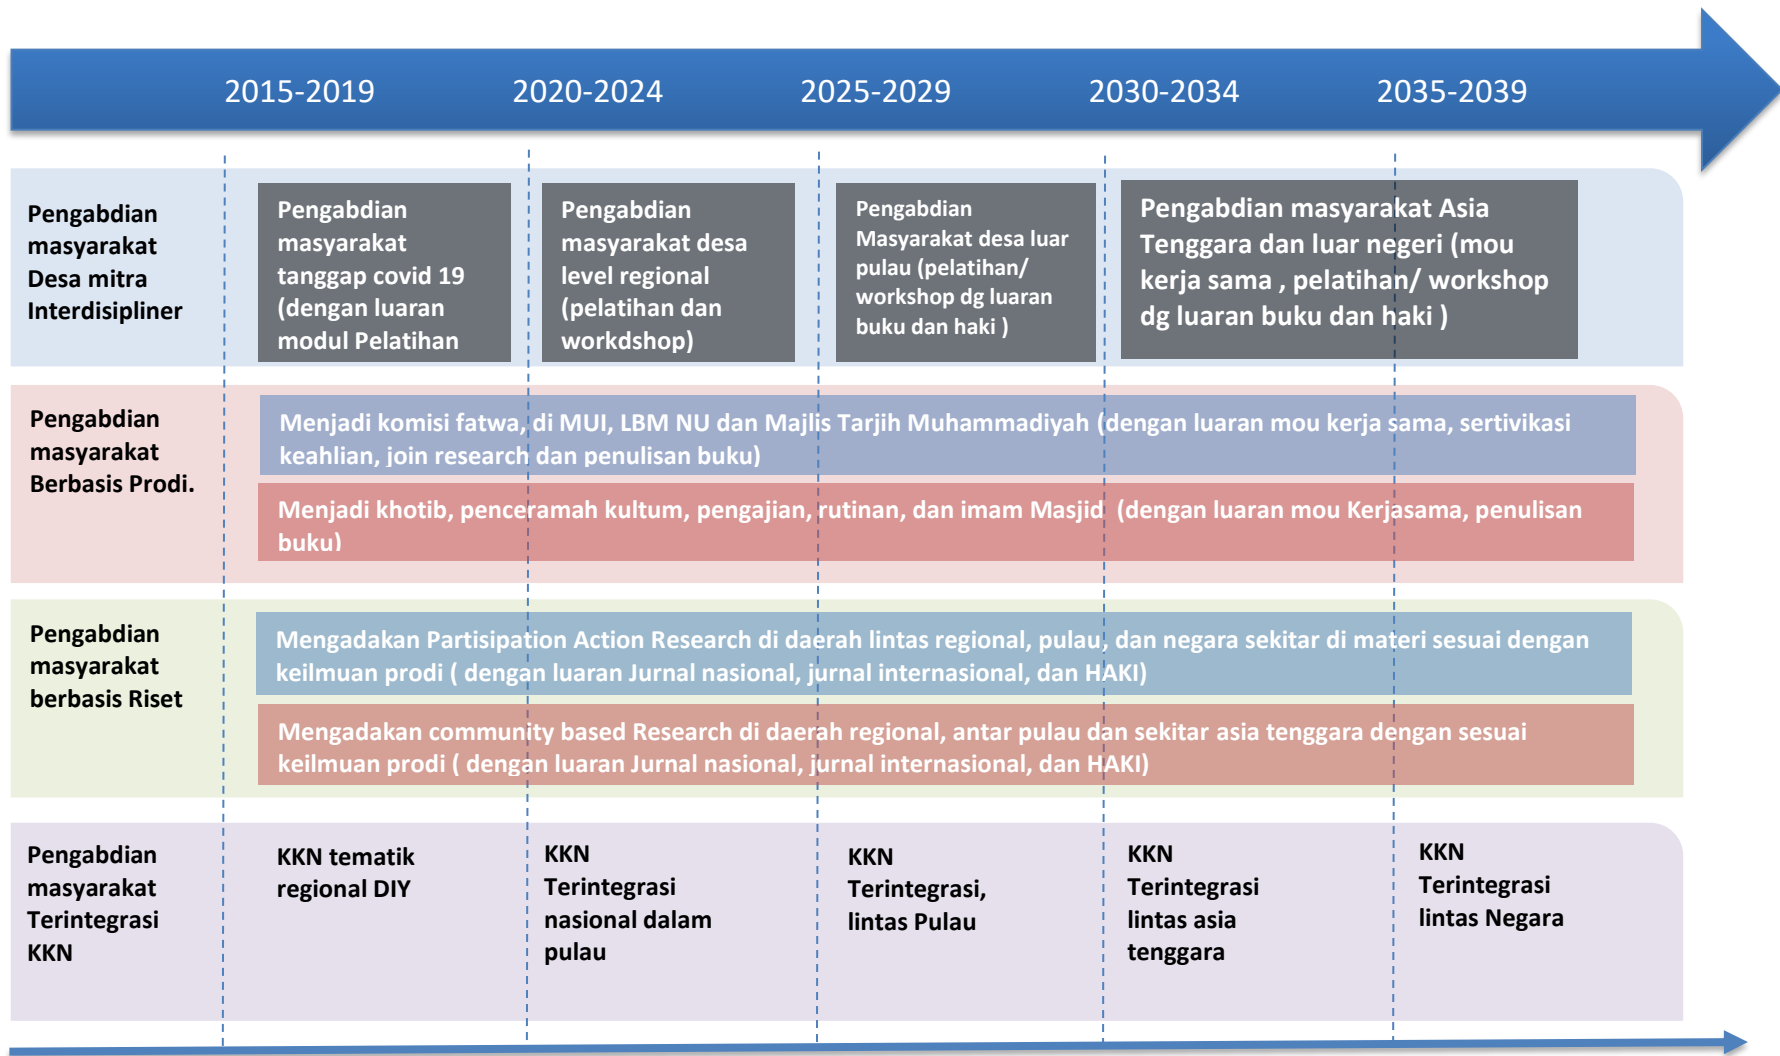 2015-2019
2020-2024
2025-2029
2030-2034
2035-2039
Pengabdian
masyarakat
Desa mitra
Interdisipliner
Pengabdian
masyarakat
tanggap covid 19
(dengan luaran
modul Pelatihan
Pengabdian
masyarakat desa
level regional
(pelatihan dan
workdshop)
Pengabdian
Masyarakat desa luar
pulau (pelatihan/
workshop dg luaran
buku dan haki )
Pengabdian masyarakat Asia
Tenggara dan luar negeri (mou
kerja sama , pelatihan/ workshop
dg luaran buku dan haki )
Pengabdian
masyarakat
Berbasis Prodi.
Menjadi komisi fatwa, di MUI, LBM NU dan Majlis Tarjih Muhammadiyah (dengan luaran mou kerja sama, sertivikasi
keahlian, join research dan penulisan buku)
Menjadi khotib, penceramah kultum, pengajian, rutinan, dan imam Masjid  (dengan luaran mou Kerjasama, penulisan
buku)
Pengabdian
masyarakat
berbasis Riset
Mengadakan Partisipation Action Research di daerah lintas regional, pulau, dan negara sekitar di materi sesuai dengan
keilmuan prodi ( dengan luaran Jurnal nasional, jurnal internasional, dan HAKI)
Mengadakan community based Research di daerah regional, antar pulau dan sekitar asia tenggara dengan sesuai
keilmuan prodi ( dengan luaran Jurnal nasional, jurnal internasional, dan HAKI)
Pengabdian
masyarakat
Terintegrasi
KKN
KKN tematik
regional DIY
KKN
Terintegrasi
nasional dalam
pulau
KKN
Terintegrasi,
lintas Pulau
KKN
Terintegrasi
lintas asia
tenggara
KKN
Terintegrasi
lintas Negara